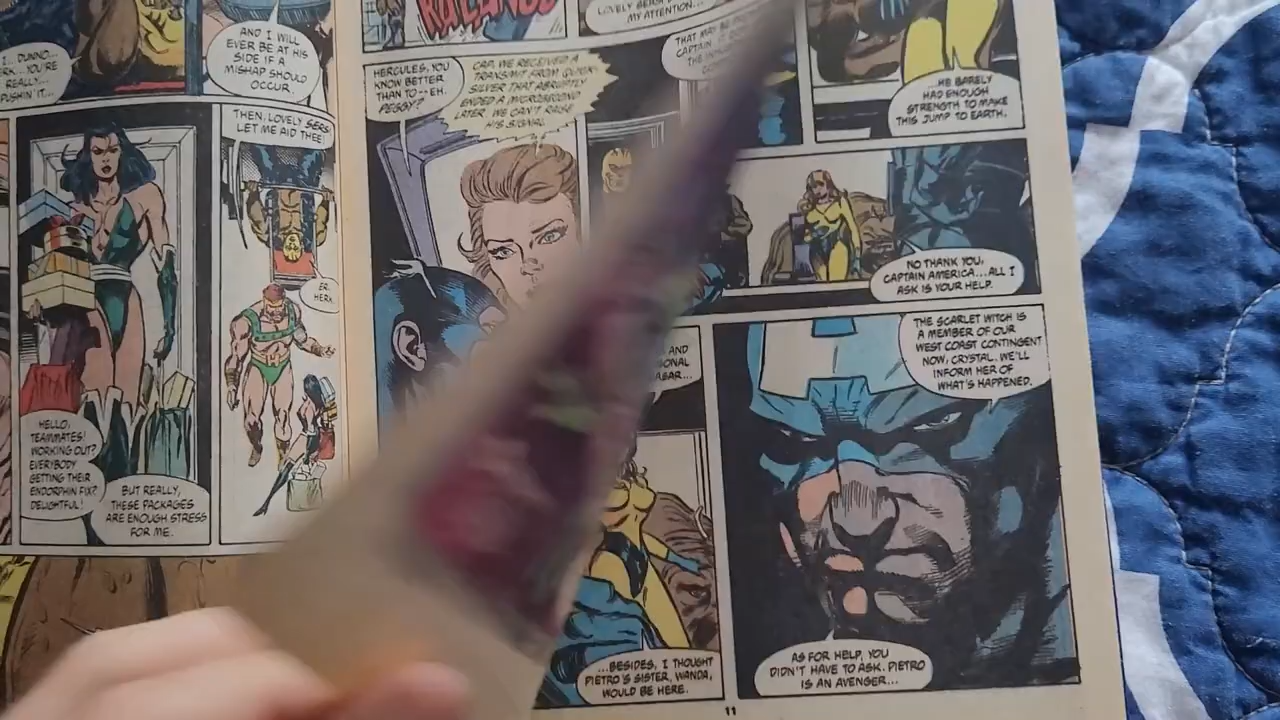 I... DUNNO...
HERK... YOU'RE
REALLY...
PUSHIN' IT...
AND I WILL
EVER BE AT HIS
SIDE IF A
MISHAP SHOULD
OCCUR.
THEN, LOVELY SERSI
LET ME AID THEE!
ER,
HERK
HELLO,
TEAMMATES!
WORKING OUT?
EVERYBODY
GETTING THEIR
ENDORPHIN FIX?
DELIGHTFUL!
BUT REALLY,
THESE PACKAGES
ARE ENOUGH STRESS
FOR ME.
MY ATTENTION...
HERCULES, YOU
KNOW BETTER
THAN TO-- EH,
PEGGY?
CAP, WE RECEIVED A
TRANSMIT FROM QUICK-
SILVER THAT ABRUPTLY
ENDED A MICROSECOND
LATER. WE CAN'T RAISE
HIS SIGNAL.
THAT MAY BE
CAPTAIN
HE BARELY
HAD ENOUGH
STRENGTH TO MAKE
THIS JUMP TO EARTH.
NO THANK YOU,
CAPTAIN AMERICA... ALL I
ASK IS YOUR HELP.
AND
...BESIDES, I THOUGHT
PIETRO'S SISTER, WANDA,
WOULD BE HERE.
THE SCARLET WITCH IS
A MEMBER OF OUR
WEST COAST CONTINGENT
NOW, CRYSTAL. WE'LL
INFORM HER OF
WHAT'S HAPPENED.
AS FOR HELP, YOU
DIDN'T HAVE TO ASK. PIETRO
IS AN AVENGER...
11